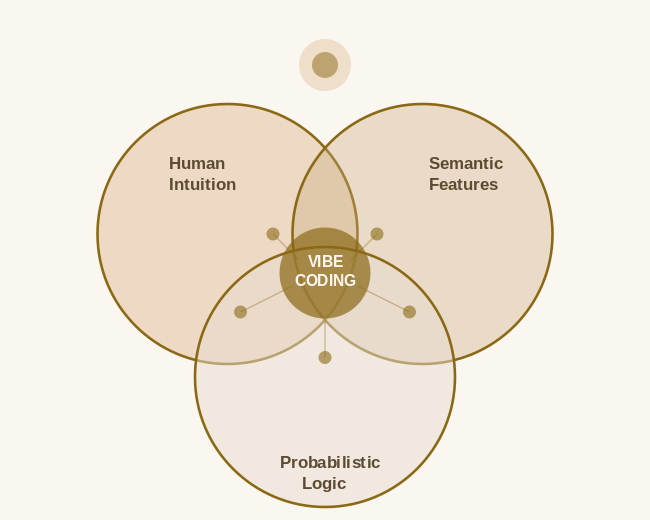 Human
Intuition
Semantic
Features
VIBE
CODING
Probabilistic
Logic